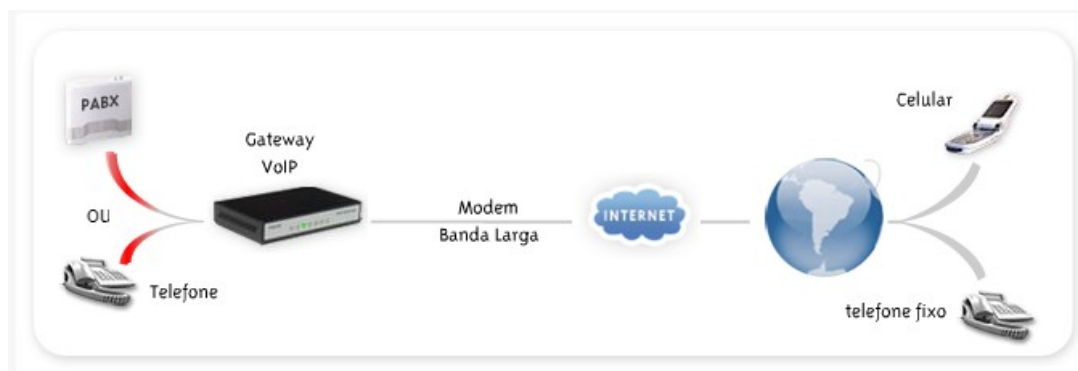 PABX
Gateway
VoIP
OU
Telefone
Modem
Banda Larga
INTERNET
Celular
telefone fixo